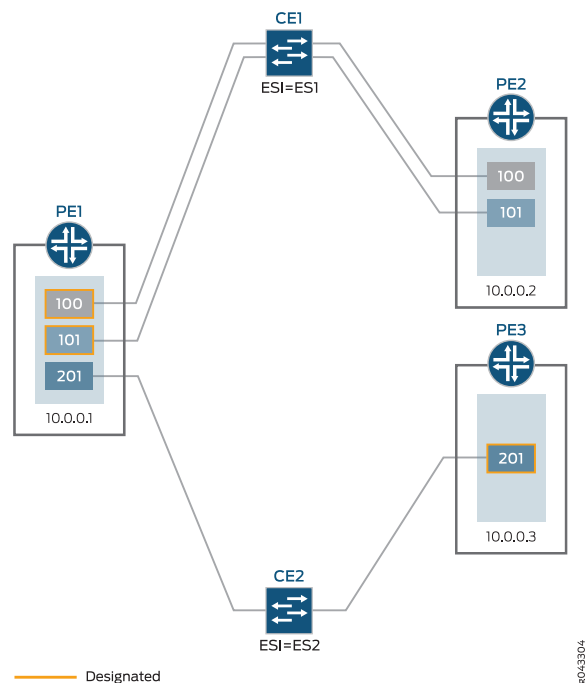 CE1
ESI=ES1
PE2
100
101
10.0.0.2
PE1
100
101
201
10.0.0.1
PE3
201
10.0.0.3
CE2
ESI=ES2
Designated
g043304